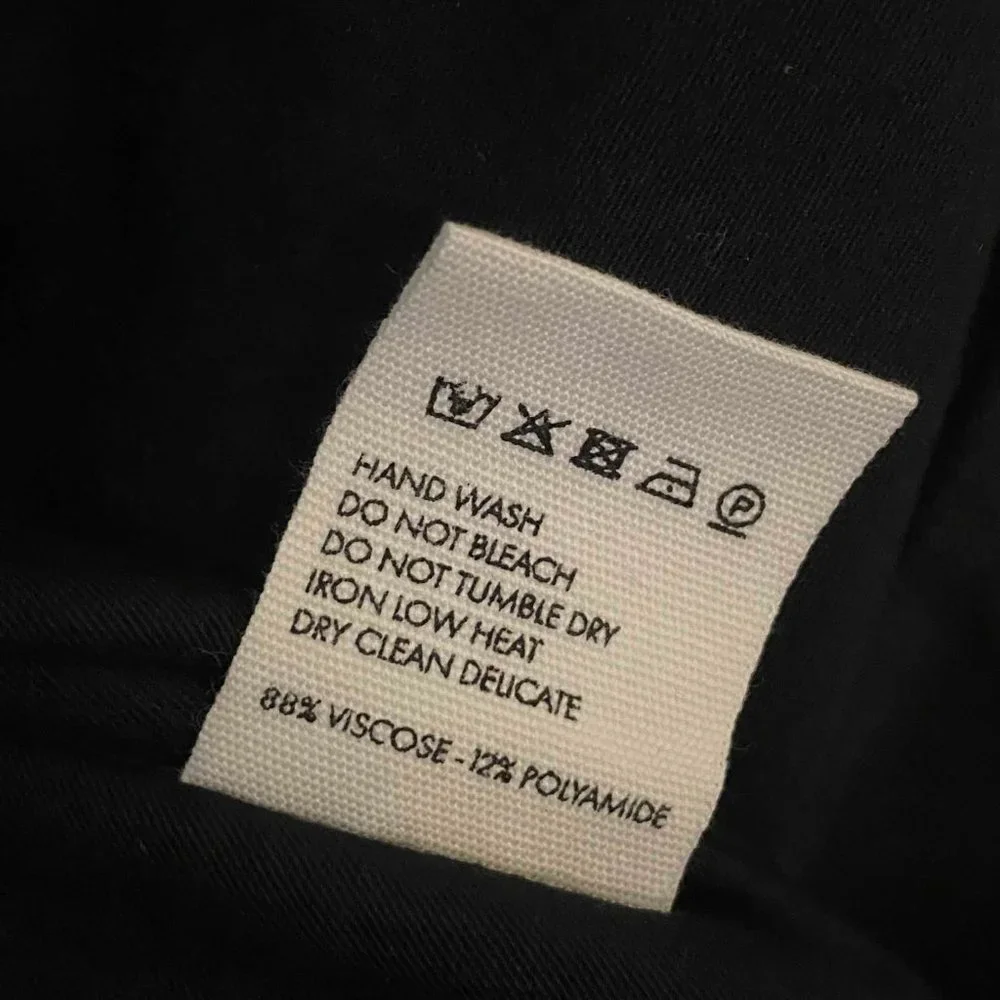 P
HAND WASH
DO NOT BLEACH
DO NOT TUMBLE DRY
IRON LOW HEAT
DRY CLEAN DELICATE
88% VISCOSE - 12% POLYAMIDE